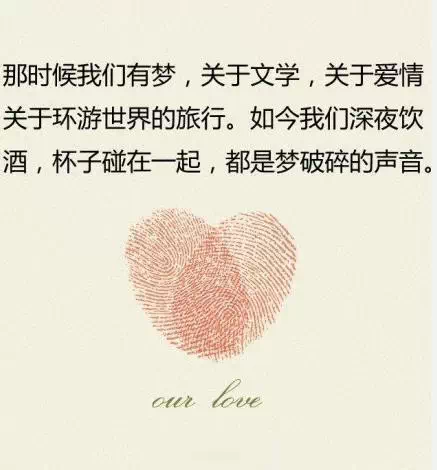 那时候我们有梦，关于文学，关于爱情
关于环游世界的旅行。如今我们深夜饮
酒，杯子碰在一起，都是梦破碎的声音。
our love